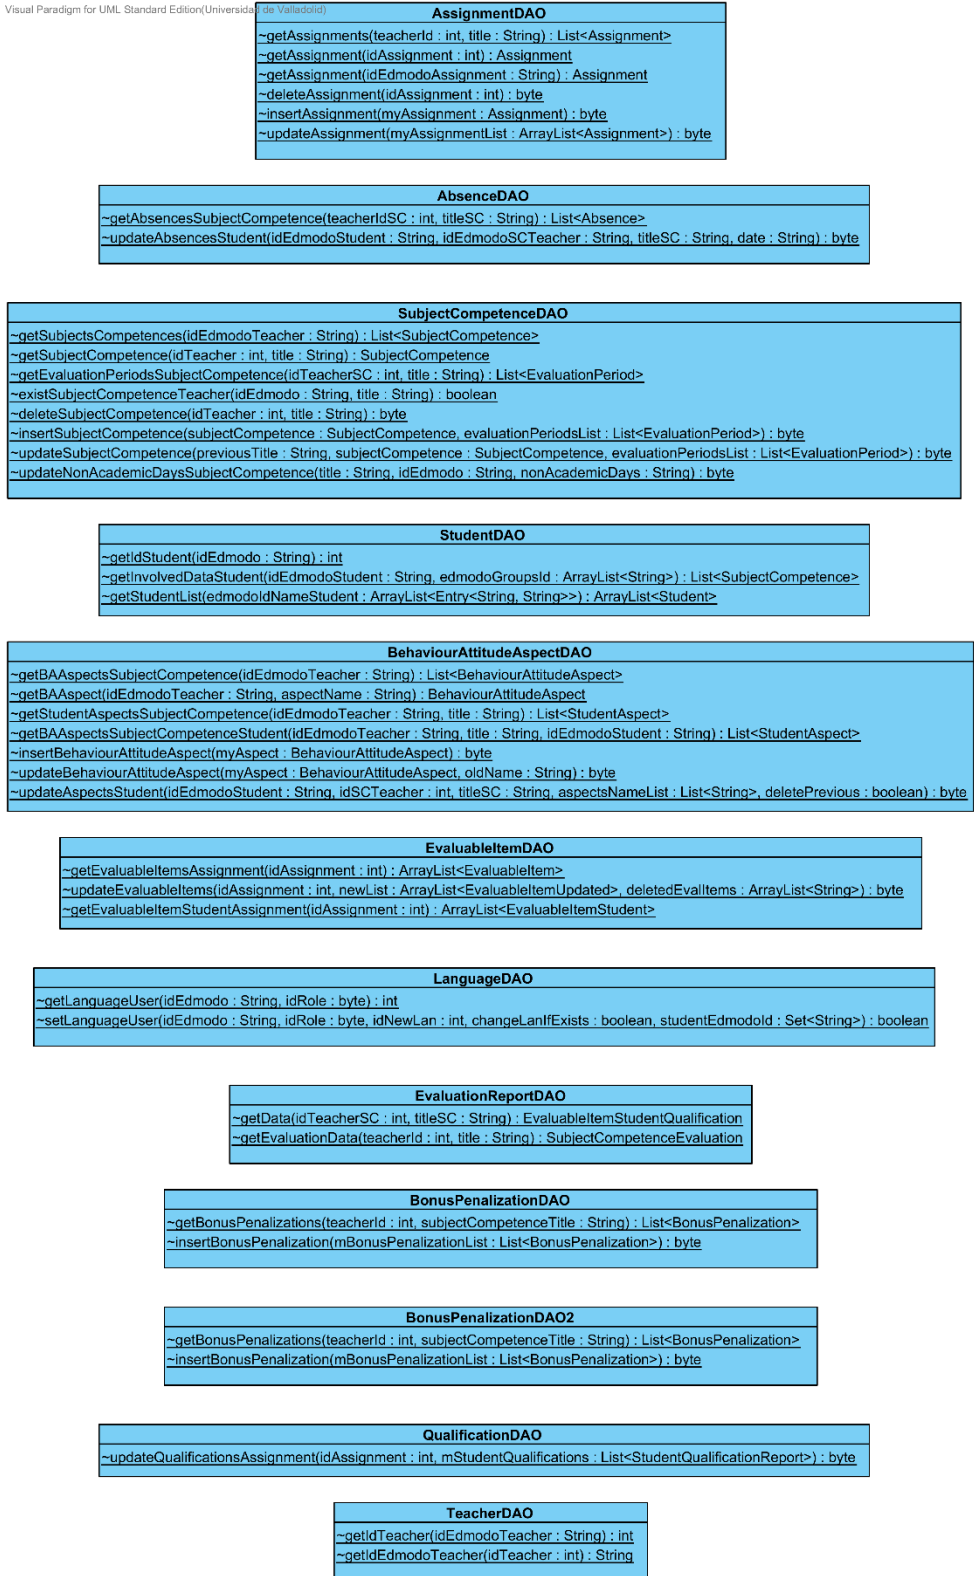 Visual Paradigm for UML Standard Edition(Universidad de Valladolid)
AssignmentDAO
~getAssignments(teacherId : int, title : String) : List<Assignment>
~getAssignment(idAssignment : int) : Assignment
~getAssignment(idEdmodoAssignment : String) : Assignment
~deleteAssignment(idAssignment : int) : byte
~insertAssignment(myAssignment : Assignment) : byte
~updateAssignment(myAssignmentList : ArrayList<Assignment>) : byte
AbsenceDAO
~getAbsencesSubjectCompetence(teacherIdSC : int, titleSC : String) : List<Absence>
~updateAbsencesStudent(idEdmodoStudent : String, idEdmodoSCTeacher : String, titleSC : String, date : String) : byte
SubjectCompetenceDAO
~getSubjectsCompetences(idEdmodoTeacher : String) : List<SubjectCompetence>
~getSubjectCompetence(idTeacher : int, title : String) : SubjectCompetence
~getEvaluationPeriodsSubjectCompetence(idTeacherSC : int, title : String) : List<EvaluationPeriod>
~existSubjectCompetenceTeacher(idEdmodo : String, title : String) : boolean
~deleteSubjectCompetence(idTeacher : int, title : String) : byte
~insertSubjectCompetence(subjectCompetence : SubjectCompetence, evaluationPeriodsList : List<EvaluationPeriod>) : byte
~updateSubjectCompetence(previousTitle : String, subjectCompetence : SubjectCompetence, evaluationPeriodsList : List<EvaluationPeriod>) : byte
~updateNonAcademicDaysSubjectCompetence(title : String, idEdmodo : String, nonAcademicDays : String) : byte
StudentDAO
~getIdStudent(idEdmodo : String) : int
~getInvolvedDataStudent(idEdmodoStudent : String, edmodoGroupsId : ArrayList<String>) : List<SubjectCompetence>
~getStudentList(edmodoIdNameStudent : ArrayList<Entry<String, String>>) : ArrayList<Student>
BehaviourAttitudeAspectDAO
~getBAAspectsSubjectCompetence(idEdmodoTeacher : String) : List<BehaviourAttitudeAspect>
~getBAAspect(idEdmodoTeacher : String, aspectName : String) : BehaviourAttitudeAspect
~getStudentAspectsSubjectCompetence(idEdmodoTeacher : String, title : String) : List<StudentAspect>
~getBAAspectsSubjectCompetenceStudent(idEdmodoTeacher : String, title : String, idEdmodoStudent : String) : List<StudentAspect>
~insertBehaviourAttitudeAspect(myAspect : BehaviourAttitudeAspect) : byte
~updateBehaviourAttitudeAspect(myAspect : BehaviourAttitudeAspect, oldName : String) : byte
~updateAspectsStudent(idEdmodoStudent : String, idSCTeacher : int, titleSC : String, aspectsNameList : List<String>, deletePrevious : boolean) : byte
EvaluableItemDAO
~getEvaluableItemsAssignment(idAssignment : int) : ArrayList<EvaluableItem>
~updateEvaluableItems(idAssignment : int, newList : ArrayList<EvaluableItemUpdated>, deletedEvalItems : ArrayList<String>) : byte
~getEvaluableItemStudentAssignment(idAssignment : int) : ArrayList<EvaluableItemStudent>
LanguageDAO
~getLanguageUser(idEdmodo : String, idRole : byte) : int
~setLanguageUser(idEdmodo : String, idRole : byte, idNewLan : int, changeLanIfExists : boolean, studentEdmodoId : Set<String>) : boolean
EvaluationReportDAO
~getData(idTeacherSC : int, titleSC : String) : EvaluableItemStudentQualification
~getEvaluationData(teacherId : int, title : String) : SubjectCompetenceEvaluation
BonusPenalizationDAO
~getBonusPenalizations(teacherId : int, subjectCompetenceTitle : String) : List<BonusPenalization>
~insertBonusPenalization(mBonusPenalizationList : List<BonusPenalization>) : byte
BonusPenalizationDAO2
~getBonusPenalizations(teacherId : int, subjectCompetenceTitle : String) : List<BonusPenalization>
~insertBonusPenalization(mBonusPenalizationList : List<BonusPenalization>) : byte
QualificationDAO
~updateQualificationsAssignment(idAssignment : int, mStudentQualifications : List<StudentQualificationReport>) : byte
TeacherDAO
~getIdTeacher(idEdmodoTeacher : String) : int
~getIdEdmodoTeacher(idTeacher : int) : String